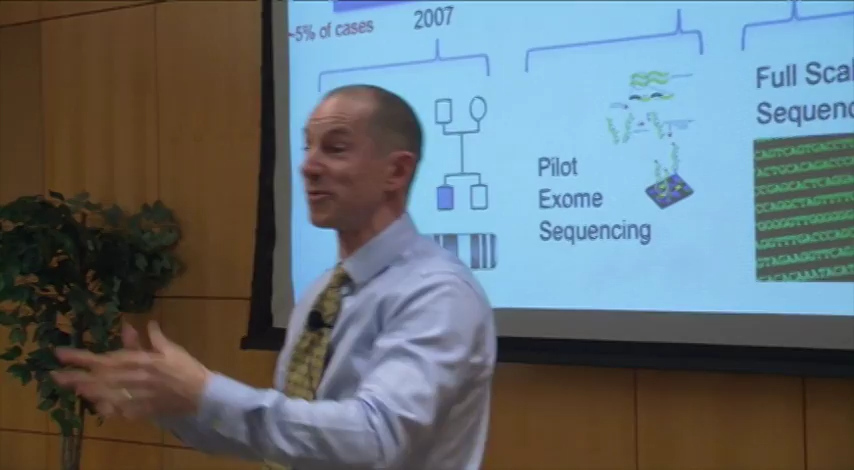 ~5% of cases
2007
Pilot
Exome
Sequencing
Full Scal
Sequenc